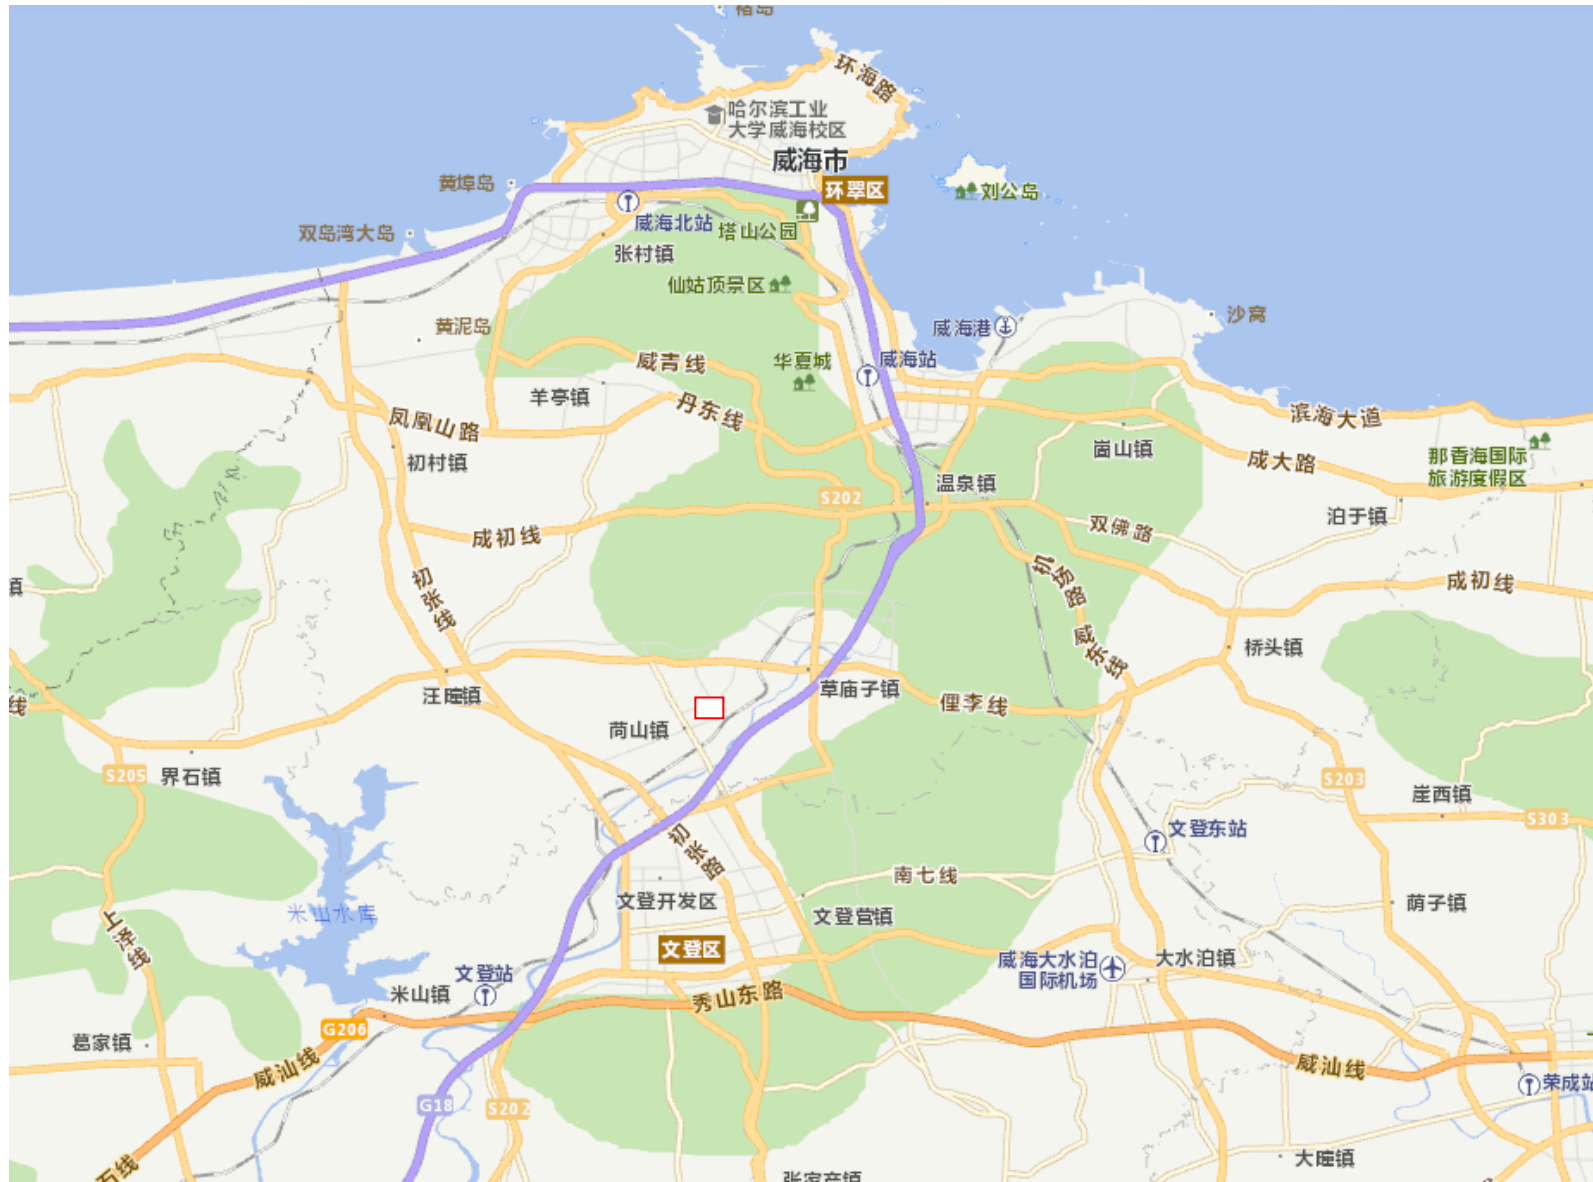 褚岛
环海路
哈尔滨工业
大学威海校区
威海市
环翠区
黄埠岛
刘公岛
威海北站
塔山公园
双岛湾大岛
张村镇
仙姑顶景区
黄泥岛
威海港
沙窝
威青线
华夏城
威海站
羊亭镇
丹东线
凤凰山路
滨海大道
崮山镇
成大路
那香海国际
旅游度假区
初村镇
温泉镇
S202
泊于镇
双佛路
成初线
机场路
成初线
镇
初张线
威东线
桥头镇
汪疃镇
草庙子镇
俚李线
线
苘山镇
S205
界石镇
S203
崖西镇
S303
文登东站
初张路
南七线
文登开发区
文登营镇
荫子镇
米山水库
上泽线
文登区
威海大水泊
国际机场
大水泊镇
文登站
米山镇
秀山东路
G206
葛家镇
威汕线
威汕线
荣成站
G18
S202
石线
大疃镇
张家产镇